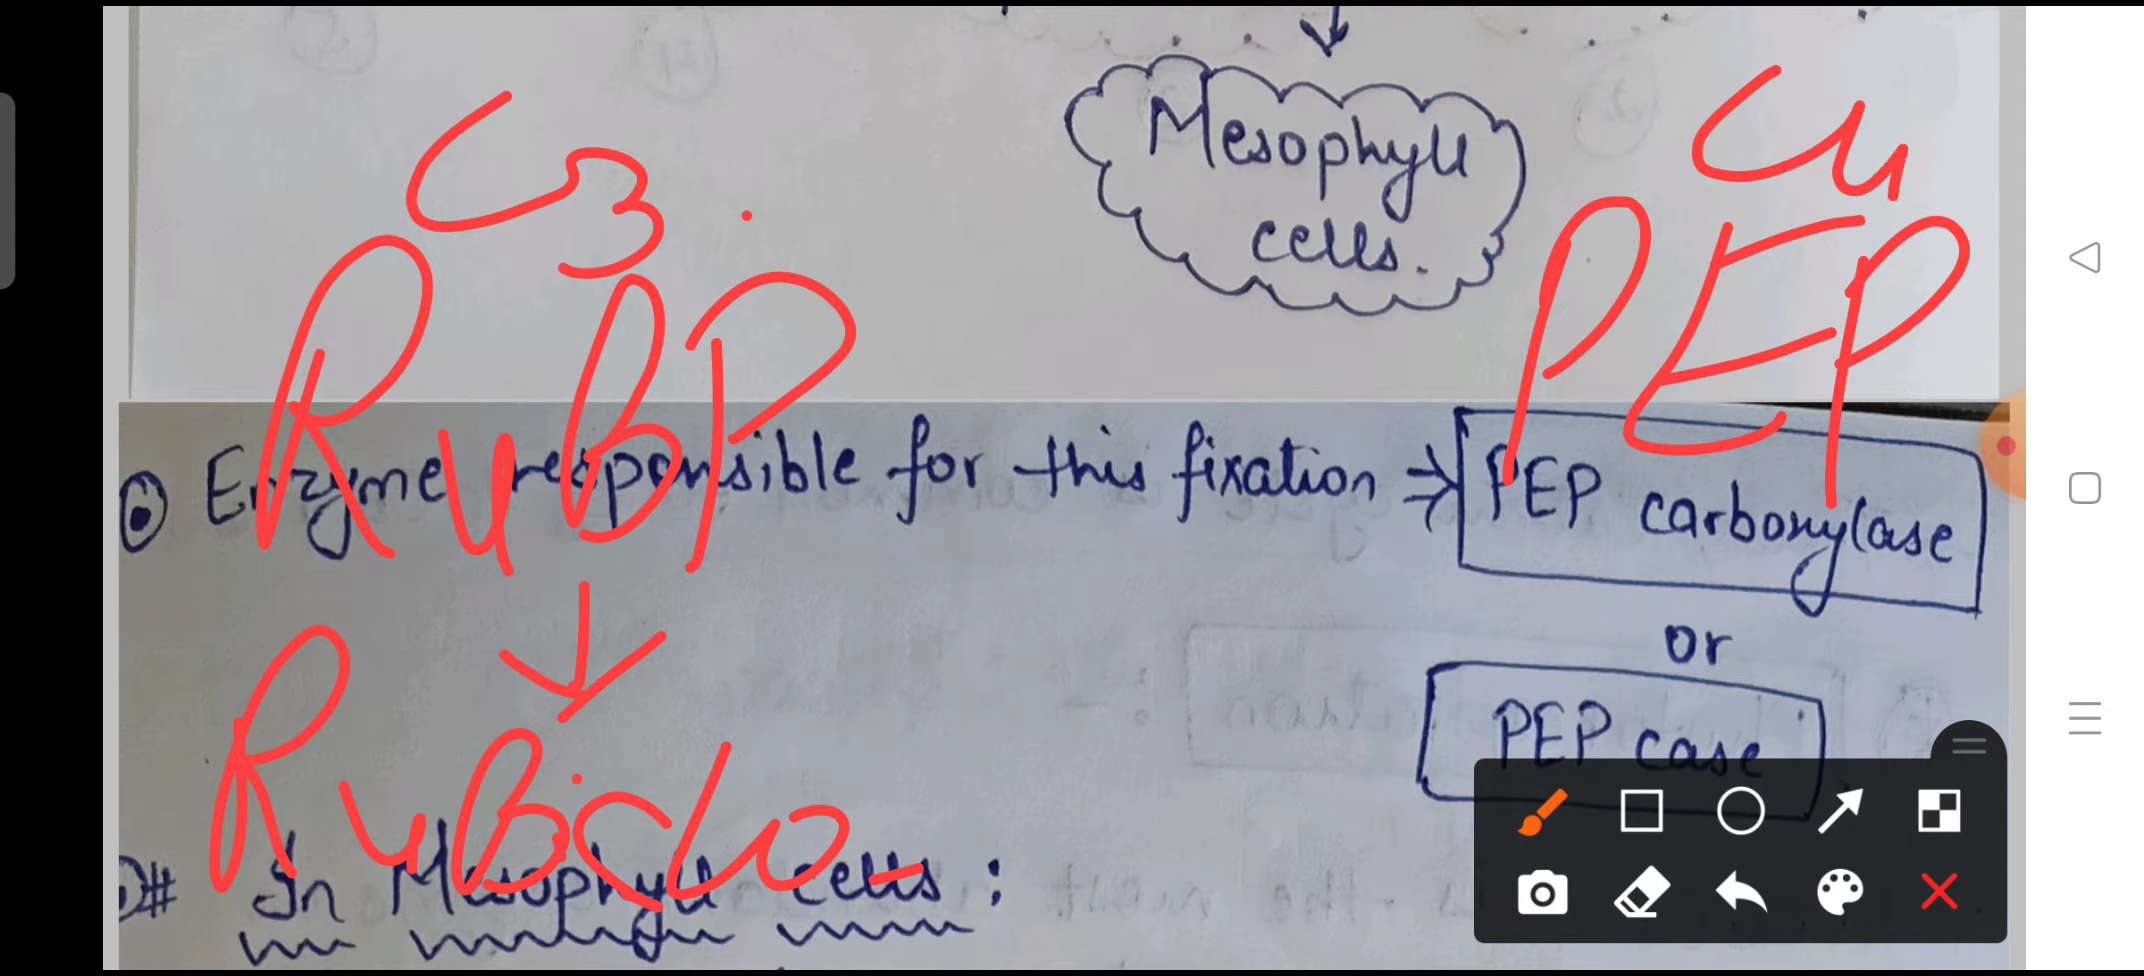 Mesophyll
cells.
C3
C4
RuBP
PEP
Enzyme responsible for this fixation ⇒ PEP carboxylase
or
PEP case
# In Mesophyll cells :